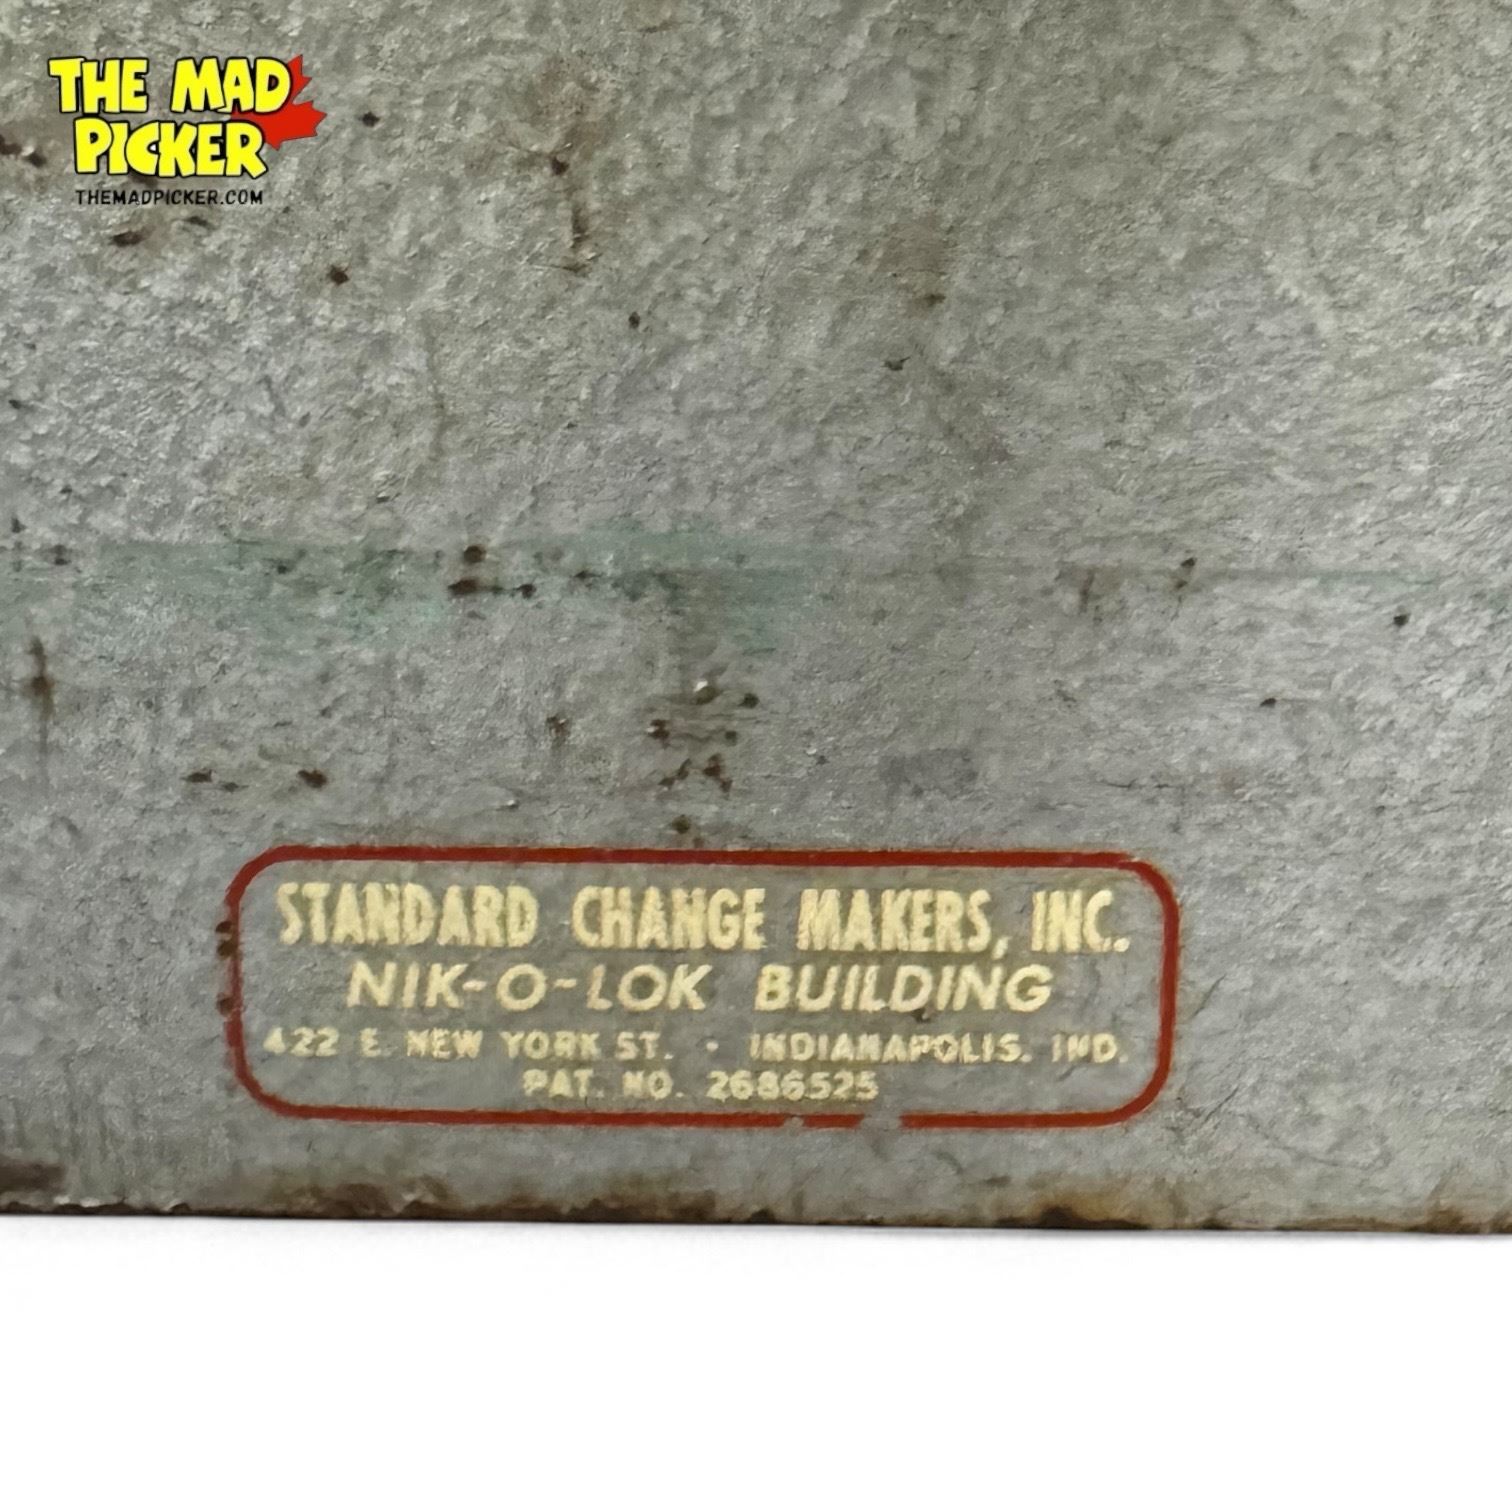 THE MAD
PICKER
THEMADPICKER.COM
STANDARD CHANGE MAKERS, INC.
NIK-O-LOK BUILDING
422 E. NEW YORK ST. • INDIANAPOLIS, IND.
PAT. NO. 2686525